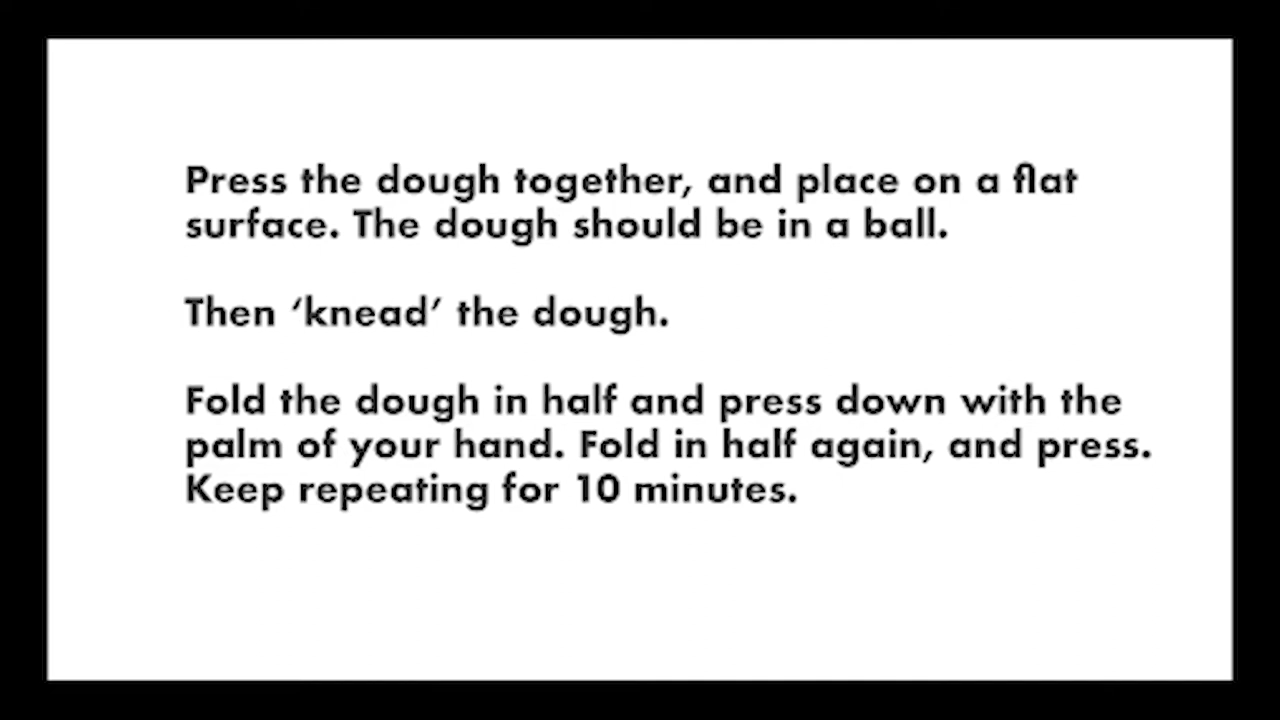 Press the dough together, and place on a flat
surface. The dough should be in a ball.
Then ‘knead’ the dough.
Fold the dough in half and press down with the
palm of your hand. Fold in half again, and press.
Keep repeating for 10 minutes.